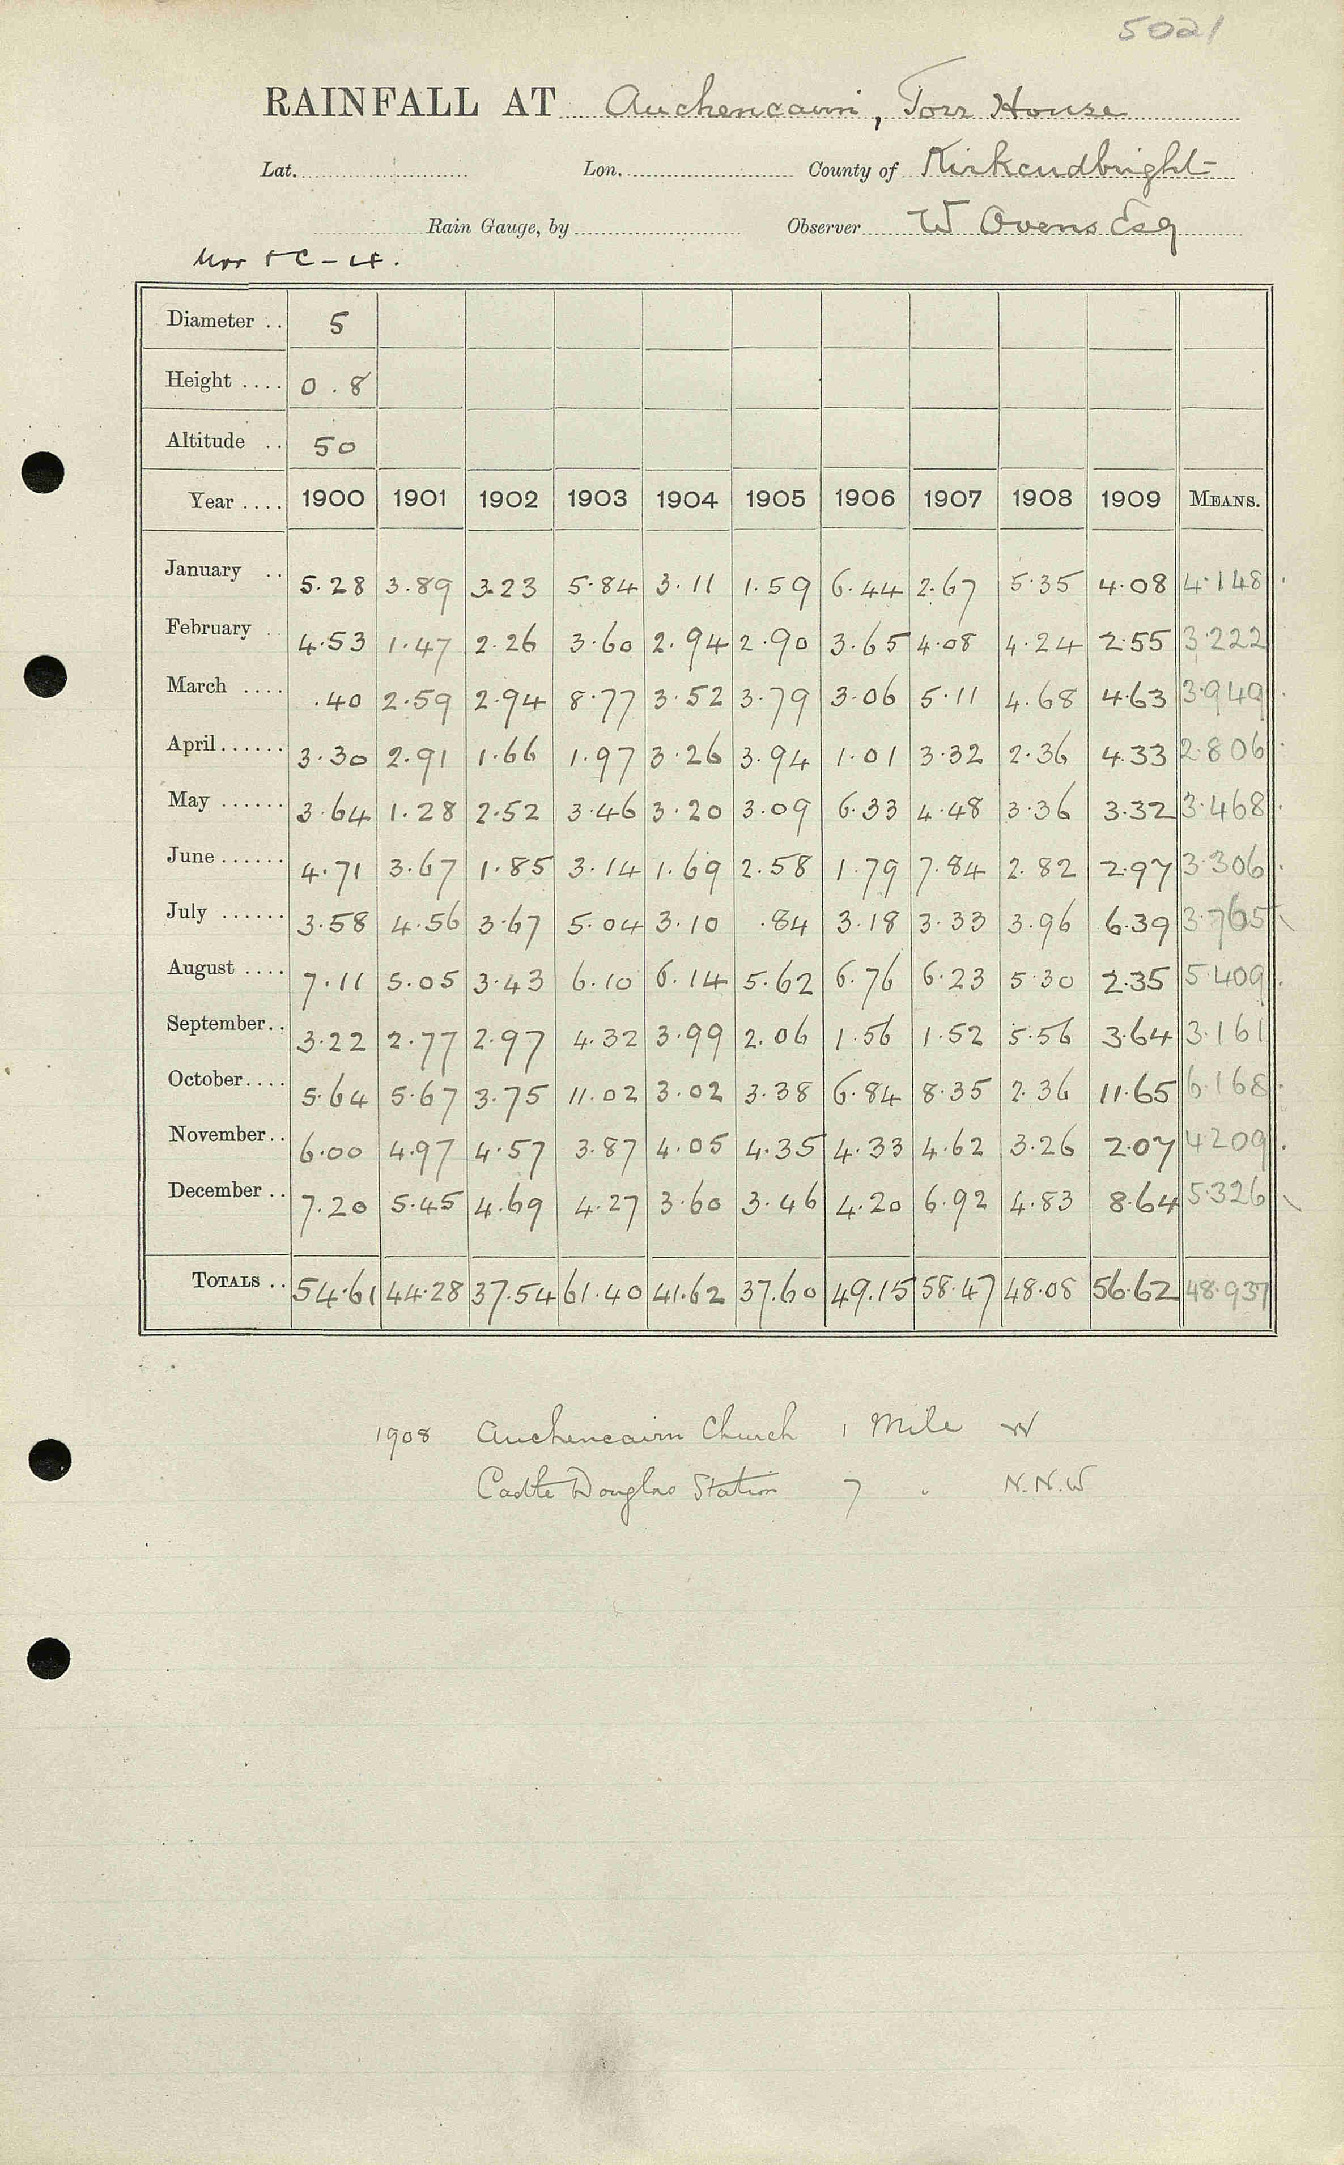 5021
RAINFALL AT Auchencairn, Torr House
Lat. Lon. County of Kirkcudbright
Rain Gauge, by Observer W Ovens Esq
Diameter .. 5
Height .... 0.8
Altitude .. 50
Year .... 1900 1901 1902 1903 1904 1905 1906 1907 1908 1909 MEANS.
January .. 5.28 3.89 3.23 5.84 3.11 1.59 6.44 2.67 5.35 4.08 4.148
February .. 4.53 1.47 2.26 3.60 2.94 2.90 3.65 4.08 4.24 2.55 3.222
March .... .40 2.59 2.94 8.77 3.52 3.79 3.06 5.11 4.68 4.63 3.949
April ...... 3.30 2.91 1.66 1.97 3.26 3.94 1.01 3.32 2.36 4.33 2.806
May ...... 3.64 1.28 2.52 3.46 3.20 3.09 6.33 4.48 3.36 3.32 3.468
June ...... 4.71 3.67 1.85 3.14 1.69 2.58 1.79 7.84 2.82 2.97 3.306
July ...... 3.58 4.56 3.67 5.04 3.10 .84 3.18 3.33 3.96 6.39 3.765
August .... 7.11 5.05 3.43 6.10 6.14 5.62 6.76 6.23 5.30 2.35 5.409
September .. 3.22 2.77 2.97 4.32 3.99 2.06 1.56 1.52 5.56 3.64 3.161
October .... 5.64 5.67 3.75 11.02 3.02 3.38 6.84 8.35 2.36 11.65 6.168
November .. 6.00 4.97 4.57 3.87 4.05 4.35 4.33 4.62 3.26 2.07 4.209
December .. 7.20 5.45 4.69 4.27 3.60 3.46 4.20 6.92 4.83 8.64 5.326
TOTALS .. 54.61 44.28 37.54 61.40 41.62 37.60 49.15 58.47 48.08 56.62 48.937
1908 Auchencairn Church 1 Mile W
Castle Douglas Station 7 " N.N.W